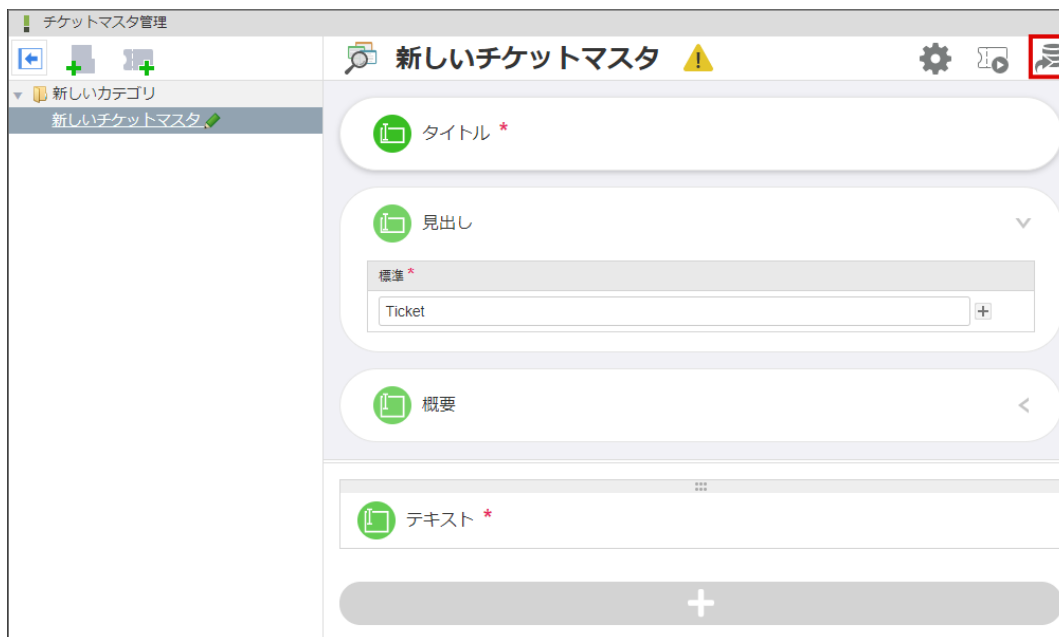 チケットマスタ管理
新しいチケットマスタ
新しいカテゴリ
新しいチケットマスタ
タイトル *
見出し
標準 *
Ticket
概要
テキスト *